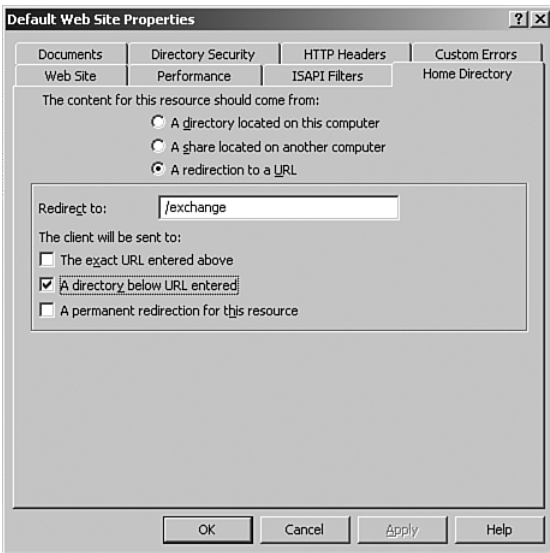 Default Web Site Properties
Documents Directory Security HTTP Headers Custom Errors
Web Site Performance ISAPI Filters Home Directory
The content for this resource should come from:
A directory located on this computer
A share located on another computer
A redirection to a URL
Redirect to: /exchange
The client will be sent to:
The exact URL entered above
A directory below URL entered
A permanent redirection for this resource
OK Cancel Apply Help